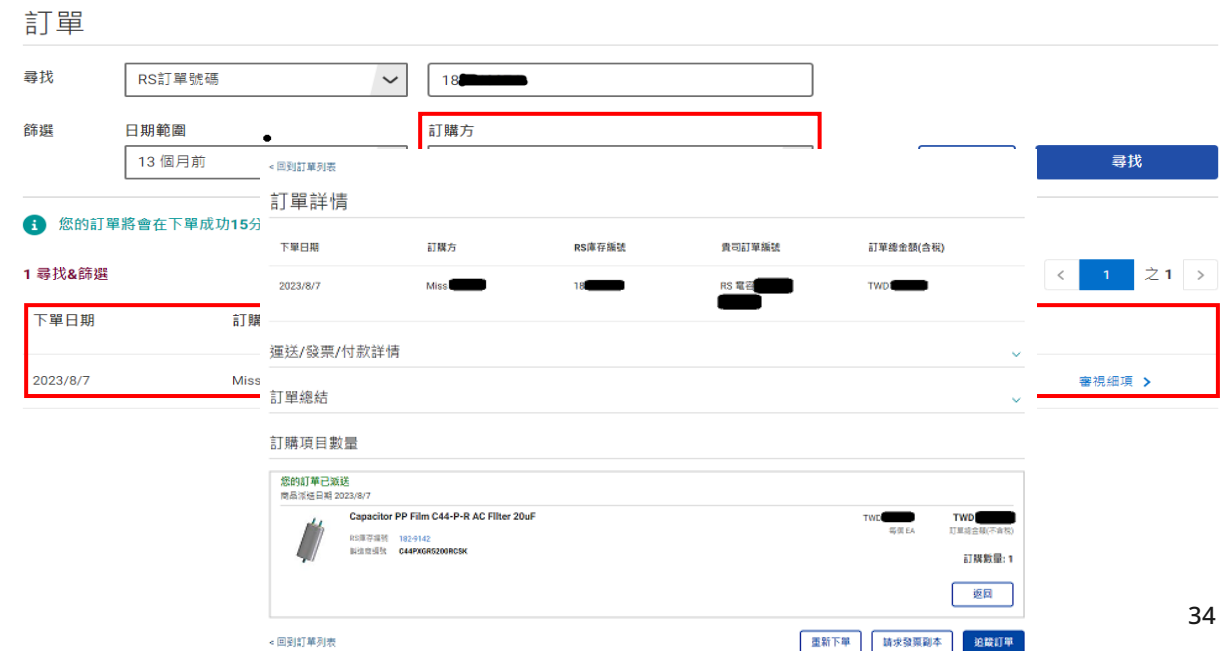 訂單
尋找 RS訂單號碼 18
篩選 日期範圍 訂購方
13 個月前 尋找
< 回到訂單列表
訂單詳情
您的訂單將會在下單成功15分
下單日期 訂購方 RS庫存編號 貴司訂單編號 訂單總金額(含稅)
1 尋找&篩選 < 1 之 1 >
2023/8/7 Miss 18 RS 電容 TWD
下單日期 訂購
運送/發票/付款詳情
2023/8/7 Miss 審視細項
訂單總結
訂購項目數量
您的訂單已派送
商品派送日期 2023/8/7
Capacitor PP Film C44-P-R AC FIlter 20uF TWD TWD
RS庫存編號 182-9142 每個 EA 訂單總金額(不含稅)
製造商編號 C44PXGR5200RCSK
訂購數量: 1
返回
34
< 回到訂單列表 重新下單 請求發票副本 追蹤訂單